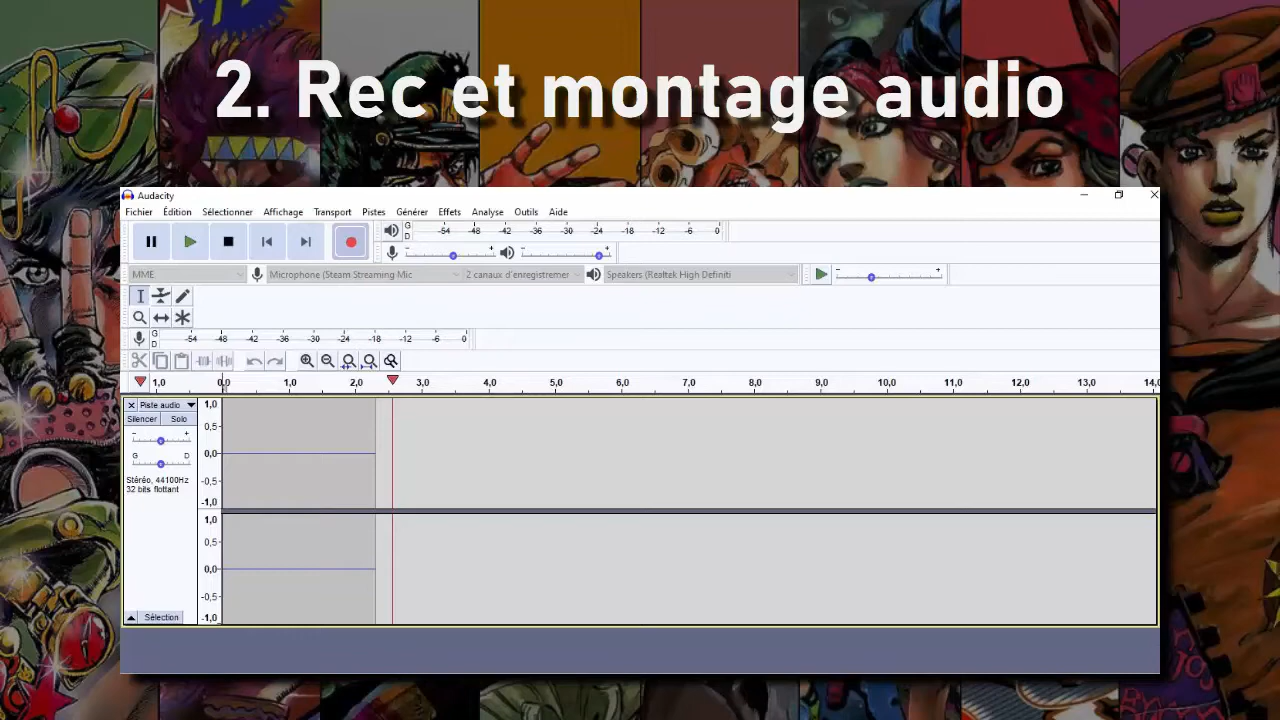 2. Rec et montage audio
Audacity
Fichier Édition Sélectionner Affichage Transport Pistes Générer Effets Analyse Outils Aide
G D -54 -48 -42 -36 -30 -24 -18 -12 -6 0
- + - +
MME Microphone (Steam Streaming Mic 2 canaux d'enregistremer Speakers (Realtek High Definiti - +
G D -54 -48 -42 -36 -30 -24 -18 -12 -6 0
1,0 0,0 1,0 2,0 3,0 4,0 5,0 6,0 7,0 8,0 9,0 10,0 11,0 12,0 13,0 14,0
Piste audio 1,0
Silencer Solo
0,5
- +
0,0
G D
-0,5
Stéréo, 44100Hz
32 bits flottant
-1,0
1,0
0,5
0,0
-0,5
Sélection -1,0